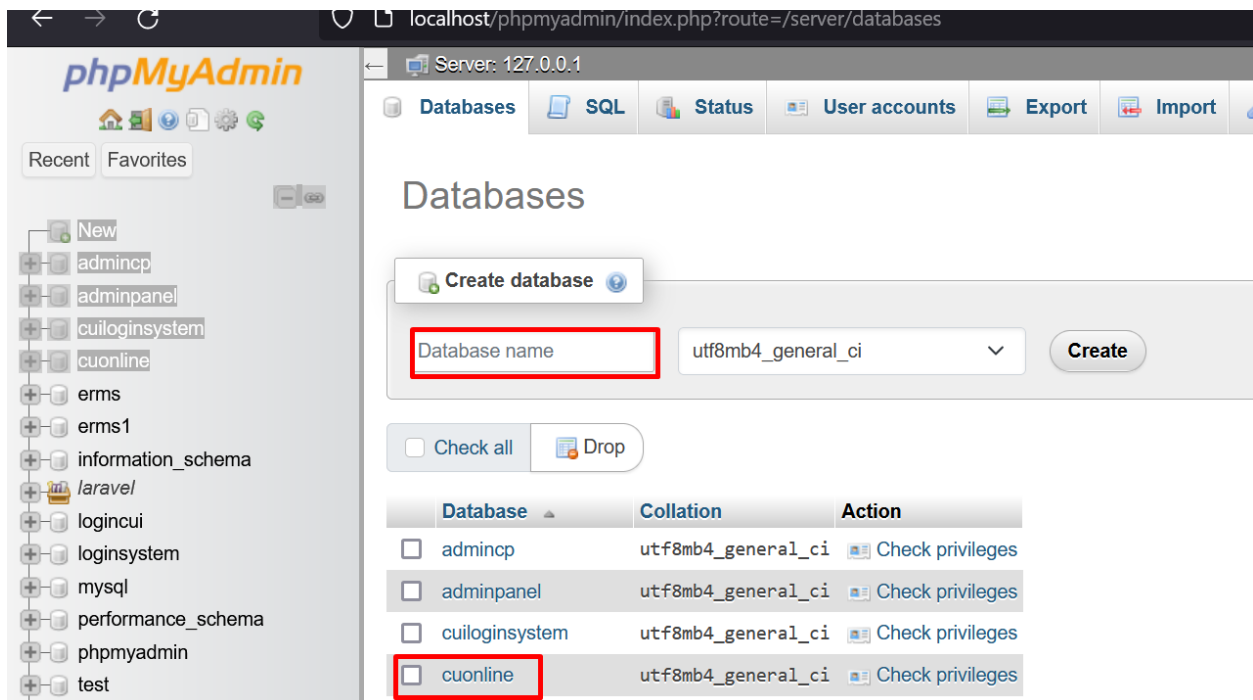 localhost/phpmyadmin/index.php?route=/server/databases
phpMyAdmin
Recent Favorites
New
admincp
adminpanel
cuiloginsystem
cuonline
erms
erms1
information_schema
laravel
logincui
loginsystem
mysql
performance_schema
phpmyadmin
test
Server: 127.0.0.1
Databases SQL Status User accounts Export Import
Databases
Create database
Database name utf8mb4_general_ci Create
Check all Drop
Database Collation Action
admincp utf8mb4_general_ci Check privileges
adminpanel utf8mb4_general_ci Check privileges
cuiloginsystem utf8mb4_general_ci Check privileges
cuonline utf8mb4_general_ci Check privileges